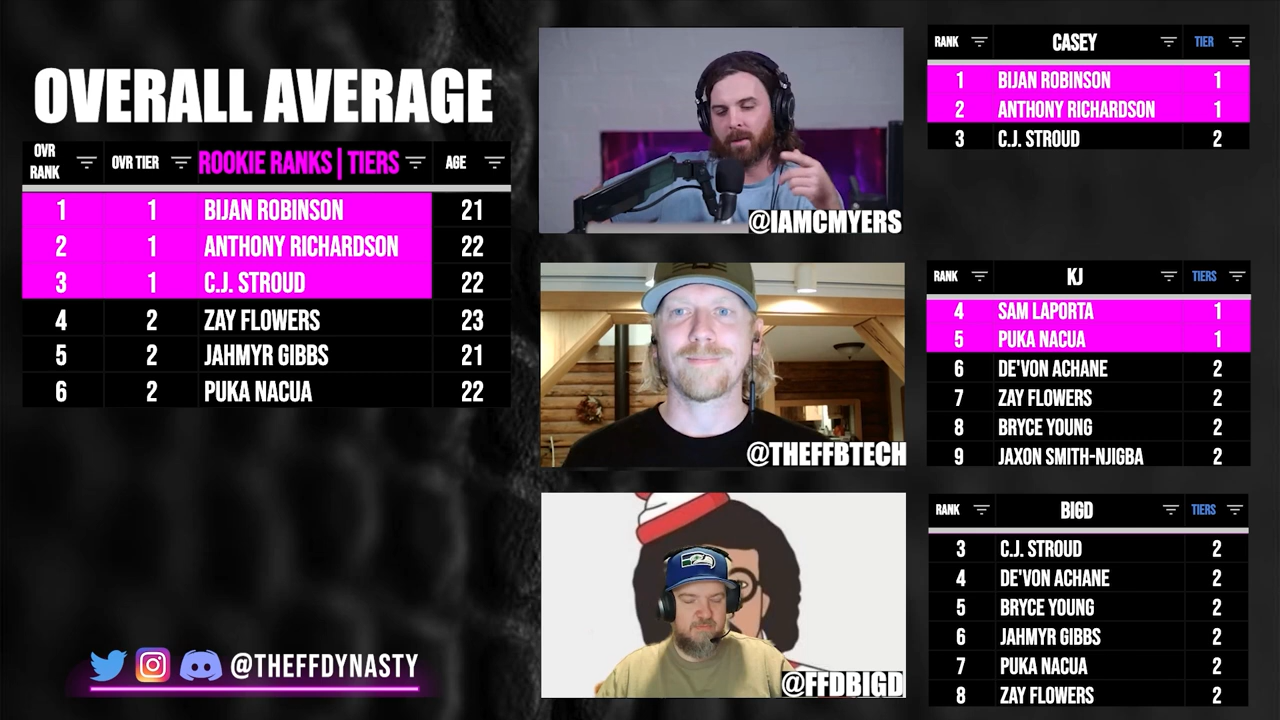 OVERALL AVERAGE
OVR RANK OVR TIER ROOKIE RANKS | TIERS AGE
1 1 BIJAN ROBINSON 21
2 1 ANTHONY RICHARDSON 22
3 1 C.J. STROUD 22
4 2 ZAY FLOWERS 23
5 2 JAHMYR GIBBS 21
6 2 PUKA NACUA 22
@THEFFDYNASTY
@IAMCMYERS
@THEFFBTECH
@FFDBIGD
RANK CASEY TIER
1 BIJAN ROBINSON 1
2 ANTHONY RICHARDSON 1
3 C.J. STROUD 2
RANK KJ TIERS
4 SAM LAPORTA 1
5 PUKA NACUA 1
6 DE'VON ACHANE 2
7 ZAY FLOWERS 2
8 BRYCE YOUNG 2
9 JAXON SMITH-NJIGBA 2
RANK BIGD TIERS
3 C.J. STROUD 2
4 DE'VON ACHANE 2
5 BRYCE YOUNG 2
6 JAHMYR GIBBS 2
7 PUKA NACUA 2
8 ZAY FLOWERS 2